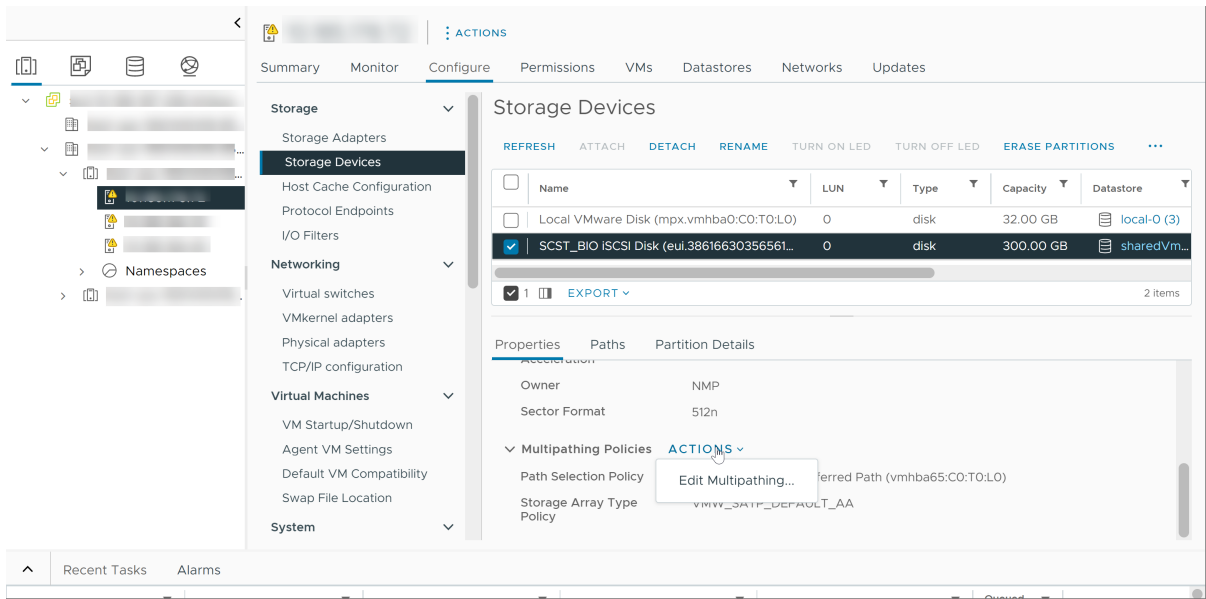 ACTIONS
Summary Monitor Configure Permissions VMs Datastores Networks Updates
Storage
Storage Adapters
Storage Devices
Host Cache Configuration
Protocol Endpoints
I/O Filters
Networking
Virtual switches
VMkernel adapters
Physical adapters
TCP/IP configuration
Virtual Machines
VM Startup/Shutdown
Agent VM Settings
Default VM Compatibility
Swap File Location
System
Namespaces
Storage Devices
REFRESH ATTACH DETACH RENAME TURN ON LED TURN OFF LED ERASE PARTITIONS ...
Name LUN Type Capacity Datastore
Local VMware Disk (mpx.vmhba0:C0:T0:L0) 0 disk 32.00 GB local-0 (3)
SCST_BIO iSCSI Disk (eui.38616630356561... 0 disk 300.00 GB sharedVm...
1 EXPORT 2 items
Properties Paths Partition Details
Acceleration
Owner NMP
Sector Format 512n
Multipathing Policies ACTIONS
Edit Multipathing...
Path Selection Policy ferred Path (vmhba65:C0:T0:L0)
Storage Array Type VMW_SATP_DEFAULT_AA
Policy
Recent Tasks Alarms
Queued